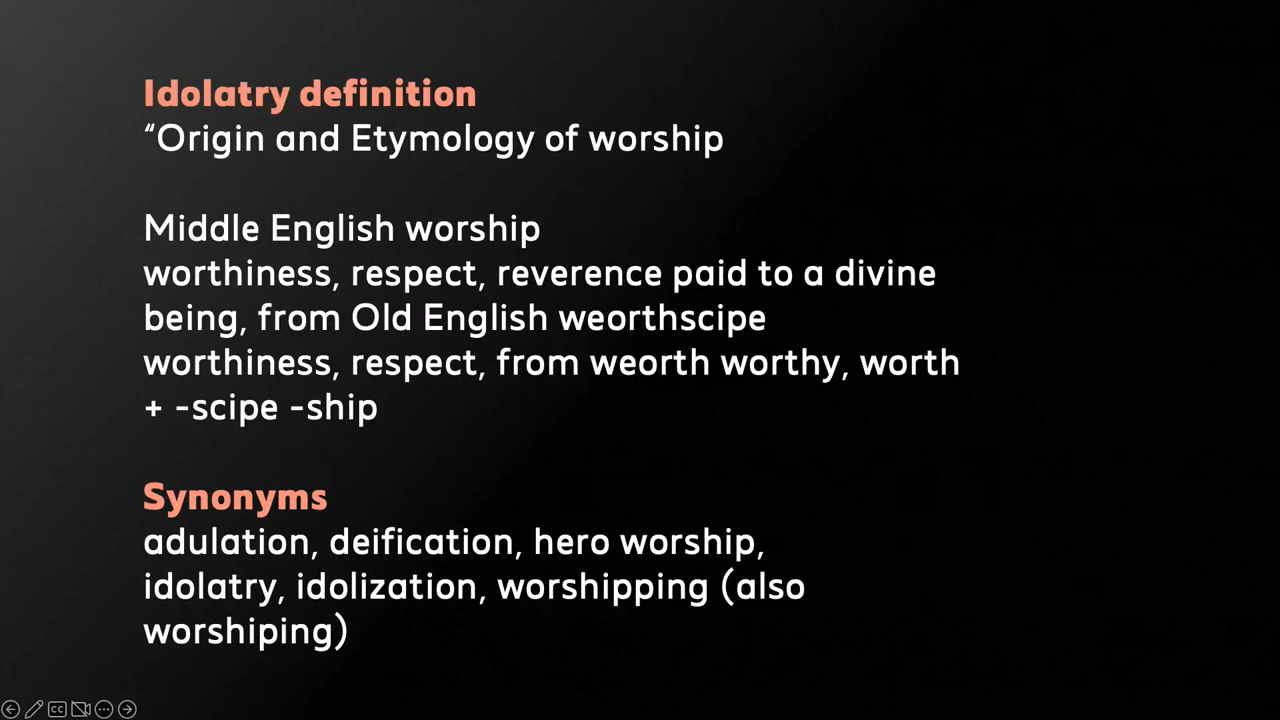 Idolatry definition
“Origin and Etymology of worship
Middle English worship
worthiness, respect, reverence paid to a divine
being, from Old English weorthscipe
worthiness, respect, from weorth worthy, worth
+ -scipe -ship
Synonyms
adulation, deification, hero worship,
idolatry, idolization, worshipping (also
worshiping)
CC